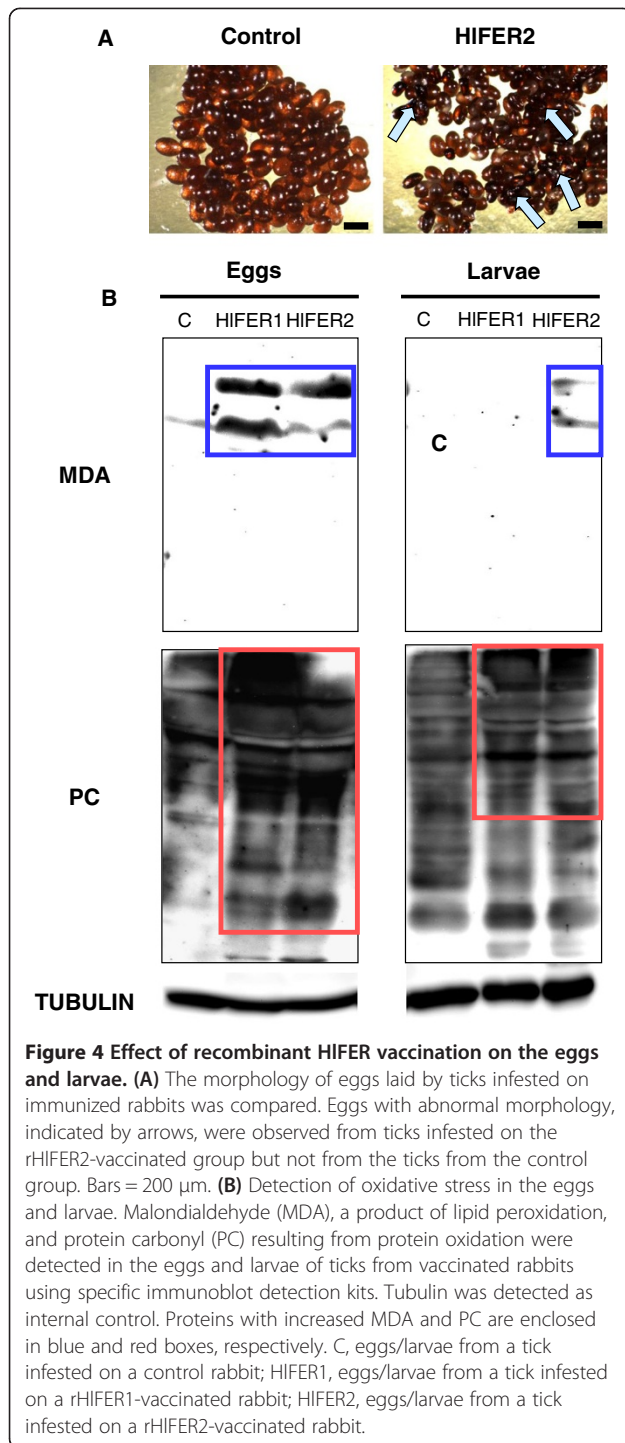 A
Control
HlFER2
B
Eggs
Larvae
C HlFER1 HlFER2
C HlFER1 HlFER2
MDA
C
PC
TUBULIN
Figure 4 Effect of recombinant HlFER vaccination on the eggs
and larvae. (A) The morphology of eggs laid by ticks infested on
immunized rabbits was compared. Eggs with abnormal morphology,
indicated by arrows, were observed from ticks infested on the
rHlFER2-vaccinated group but not from the ticks from the control
group. Bars = 200 μm. (B) Detection of oxidative stress in the eggs
and larvae. Malondialdehyde (MDA), a product of lipid peroxidation,
and protein carbonyl (PC) resulting from protein oxidation were
detected in the eggs and larvae of ticks from vaccinated rabbits
using specific immunoblot detection kits. Tubulin was detected as
internal control. Proteins with increased MDA and PC are enclosed
in blue and red boxes, respectively. C, eggs/larvae from a tick
infested on a control rabbit; HlFER1, eggs/larvae from a tick infested
on a rHlFER1-vaccinated rabbit; HlFER2, eggs/larvae from a tick
infested on a rHlFER2-vaccinated rabbit.